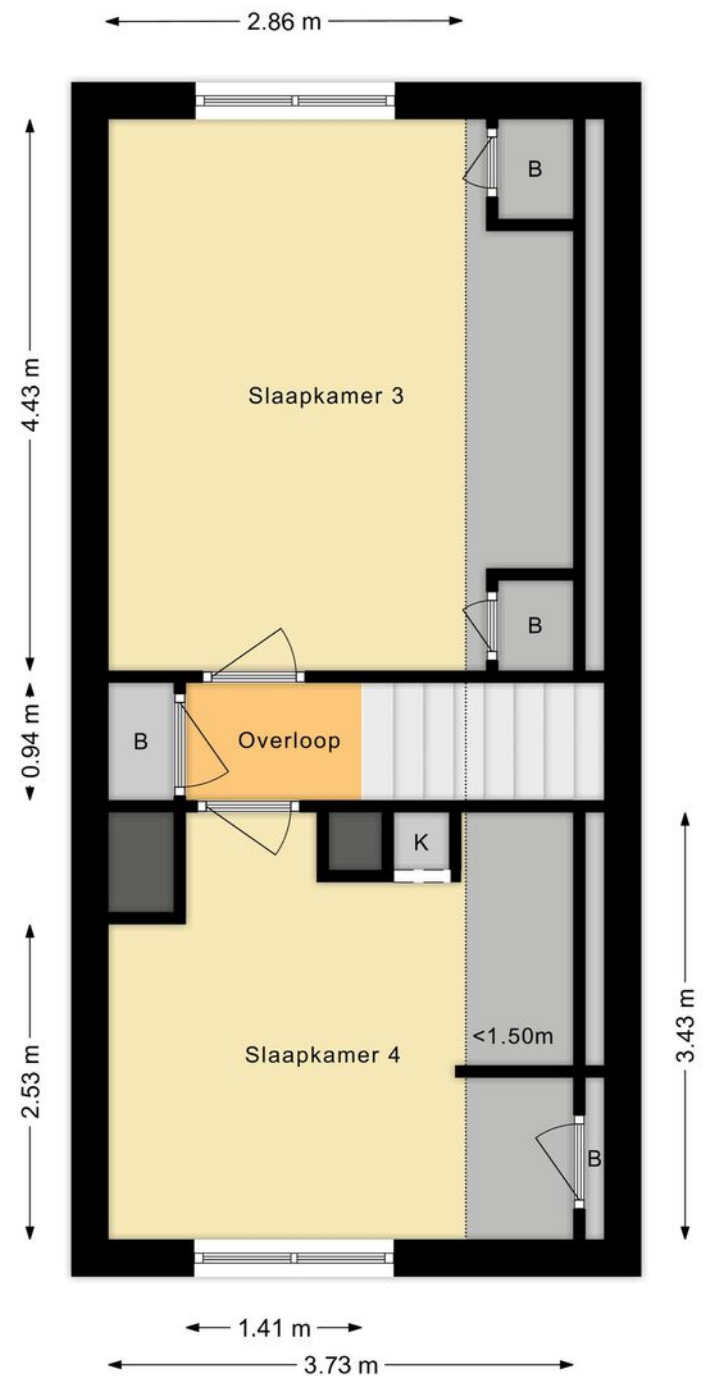 2.86 m
B
4.43 m
Slaapkamer 3
B
0.94 m
B
Overloop
K
<1.50m
Slaapkamer 4
2.53 m
3.43 m
B
1.41 m
3.73 m